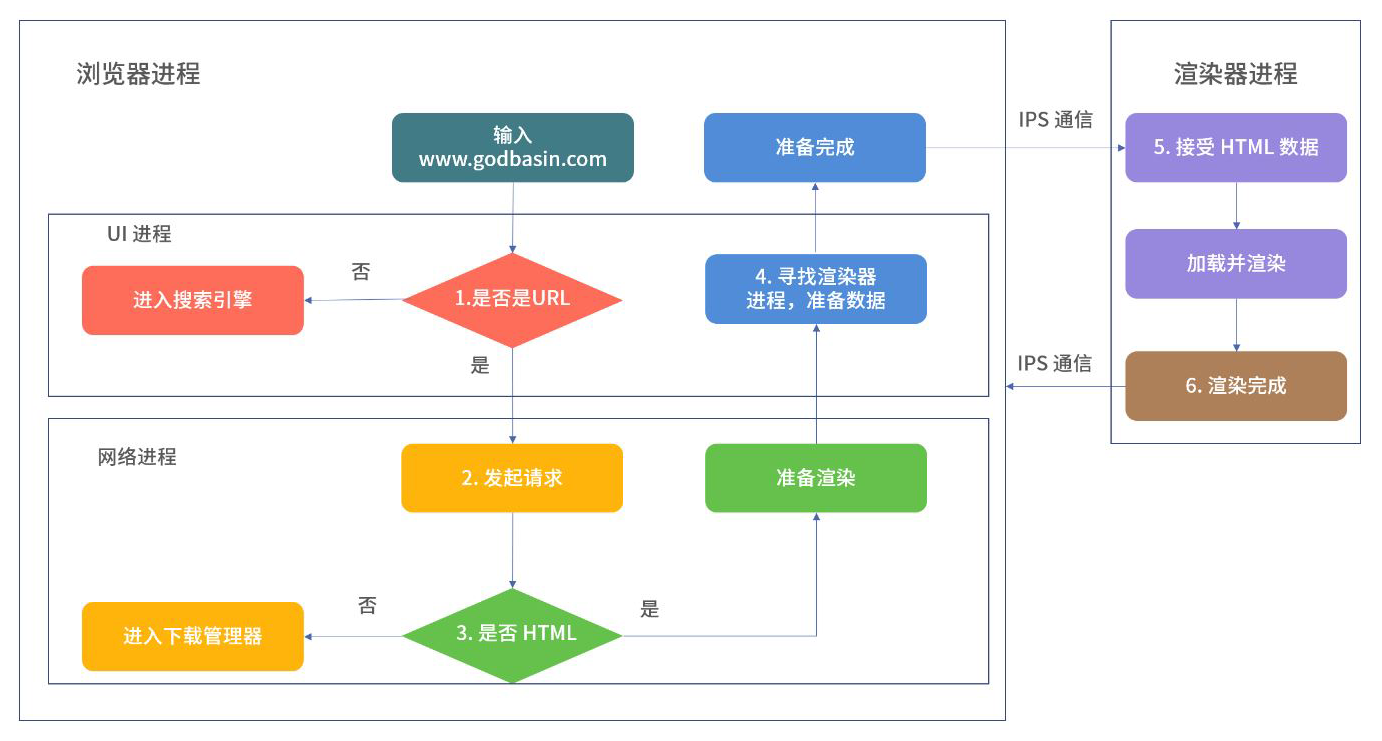 浏览器进程
渲染器进程
输入
www.godbasin.com
准备完成
IPS 通信
5. 接受 HTML 数据
UI 进程
进入搜索引擎
否
1.是否是URL
是
4. 寻找渲染器
进程，准备数据
加载并渲染
IPS 通信
6. 渲染完成
网络进程
2. 发起请求
准备渲染
进入下载管理器
否
3. 是否 HTML
是